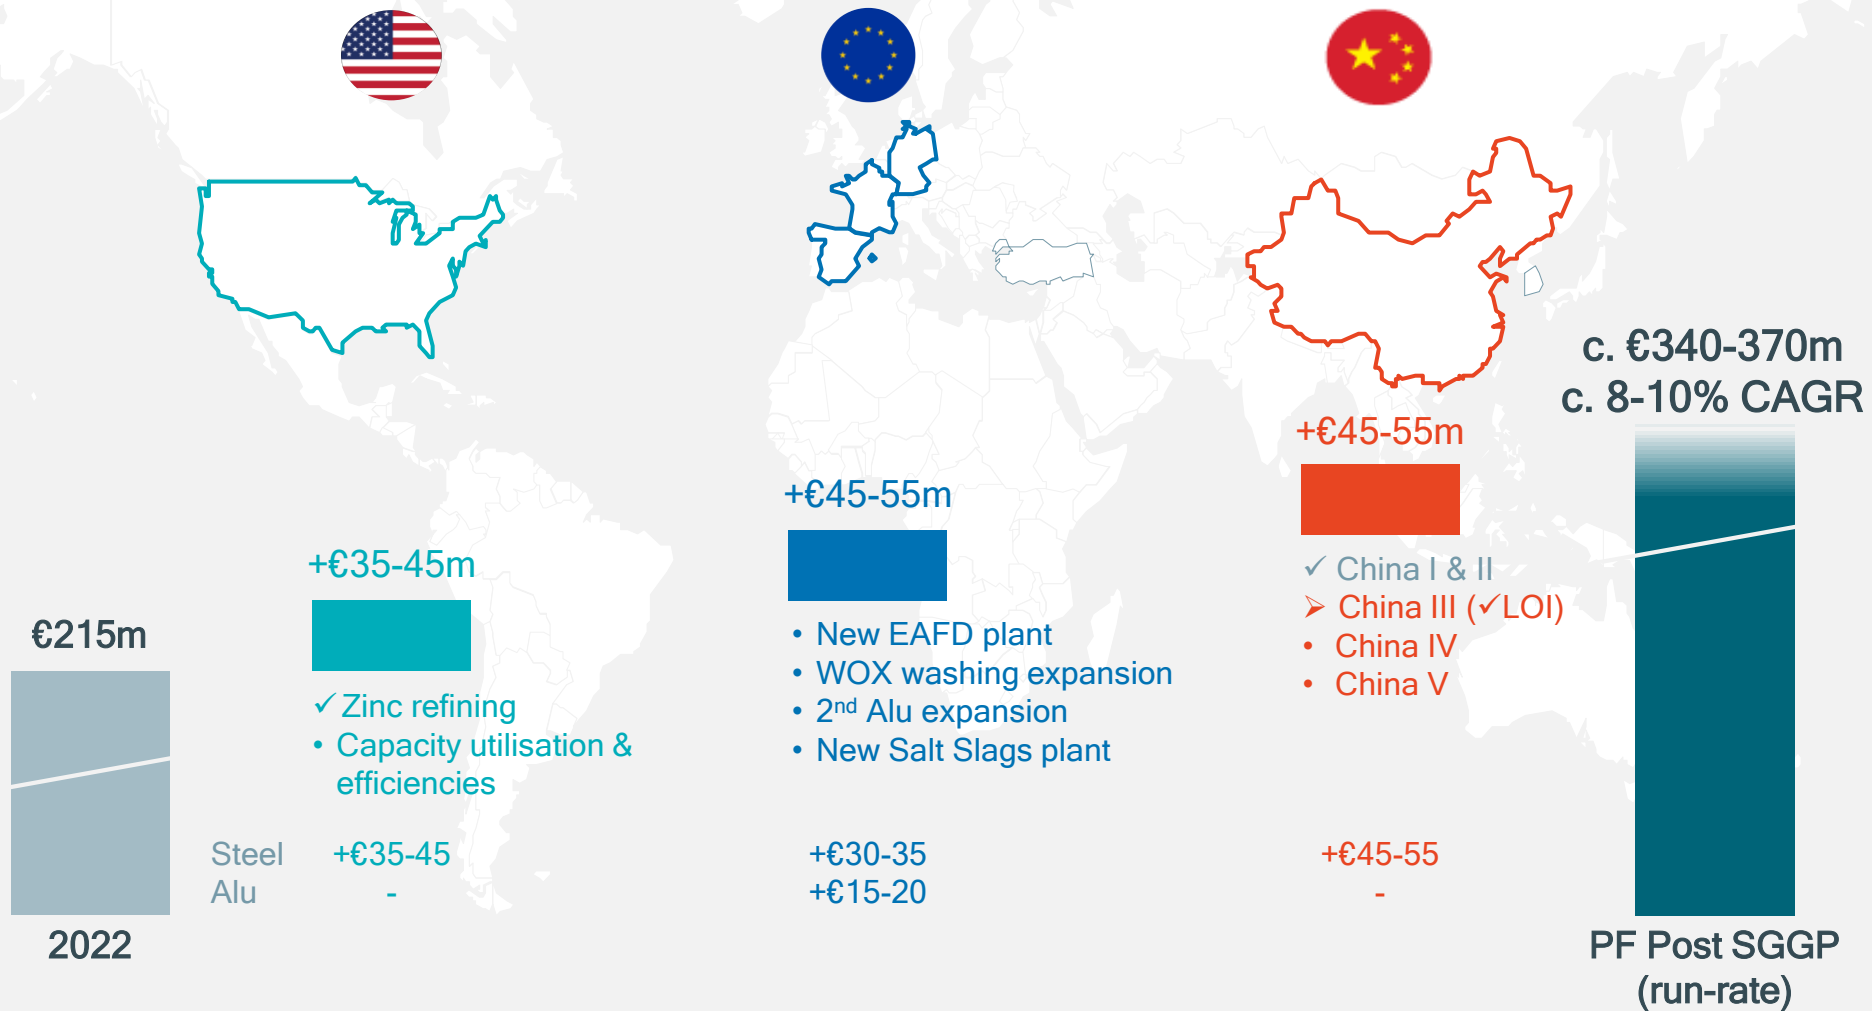 c. €340-370m
c. 8-10% CAGR
+€45-55m
+€45-55m
✓ China I & II
➢ China III (✓LOI)
• China IV
• China V
+€35-45m
€215m
• New EAFD plant
• WOX washing expansion
• 2nd Alu expansion
• New Salt Slags plant
✓ Zinc refining
• Capacity utilisation &
efficiencies
Steel +€35-45 +€30-35 +€45-55
Alu - +€15-20 -
2022
PF Post SGGP
(run-rate)